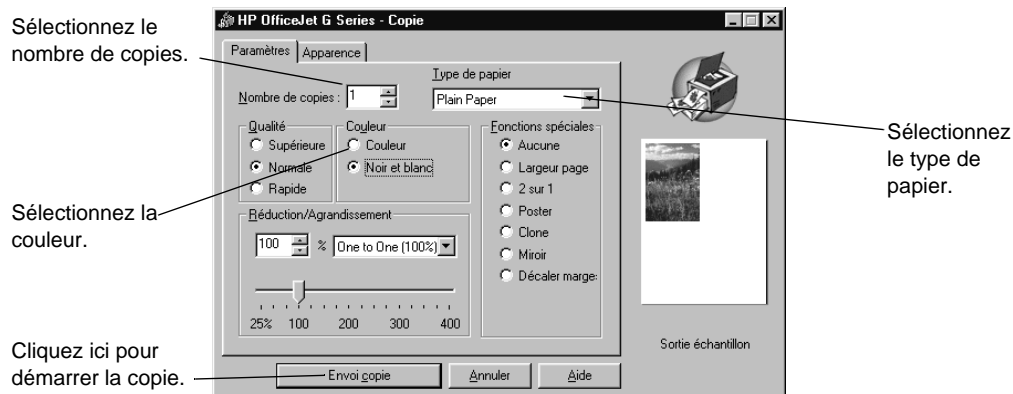 Sélectionnez le
nombre de copies.
HP OfficeJet G Series - Copie
Paramètres Apparence
Type de papier
Nombre de copies : 1
Plain Paper
Qualité
Supérieure
Normale
Rapide
Couleur
Couleur
Noir et blanc
Fonctions spéciales
Aucune
Largeur page
2 sur 1
Poster
Clone
Miroir
Décaler marge:
Sélectionnez
le type de
papier.
Sélectionnez la
couleur.
Réduction/Agrandissement
100 % One to One (100%)
25% 100 200 300 400
Sortie échantillon
Cliquez ici pour
démarrer la copie.
Envoi copie Annuler Aide